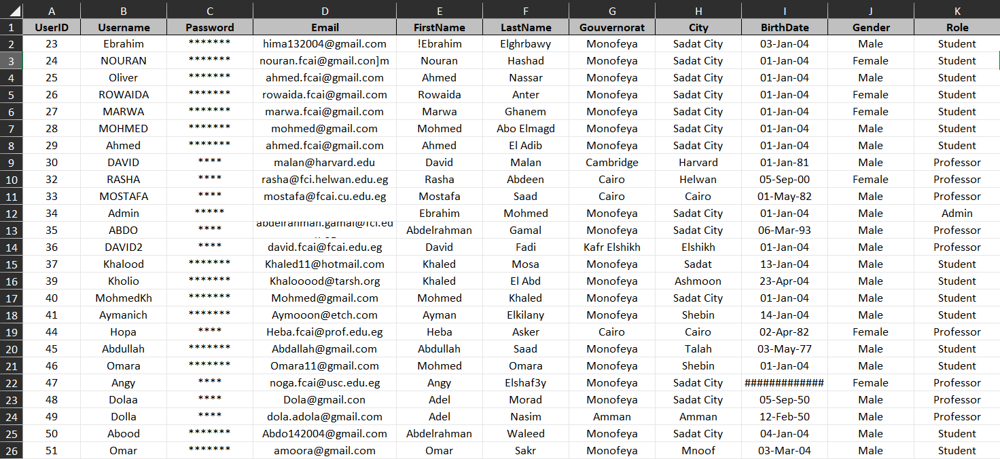 A B C D E F G H I J K
1 UserID Username Password Email FirstName LastName Gouvernorat City BirthDate Gender Role
2 23 Ebrahim ******* hima132004@gmail.com !Ebrahim Elghrbawy Monofeya Sadat City 03-Jan-04 Male Student
3 24 NOURAN ******* nouran.fcai@gmail.con]m Nouran Hashad Monofeya Sadat City 01-Jan-04 Female Student
4 25 Oliver ******* ahmed.fcai@gmail.com Ahmed Nassar Monofeya Sadat City 01-Jan-04 Male Student
5 26 ROWAIDA ******* rowaida.fcai@gmail.com Rowaida Anter Monofeya Sadat City 01-Jan-04 Female Student
6 27 MARWA ******* marwa.fcai@gmail.com Marwa Ghanem Monofeya Sadat City 01-Jan-04 Female Student
7 28 MOHMED ******* mohmed@gmail.com Mohmed Abo Elmagd Monofeya Sadat City 01-Jan-04 Male Student
8 29 Ahmed ******* ahmed.fcai@gmail.com Ahmed El Adib Monofeya Sadat City 01-Jan-04 Male Student
9 30 DAVID **** malan@harvard.edu David Malan Cambridge Harvard 01-Jan-81 Male Professor
10 32 RASHA **** rasha@fci.helwan.edu.eg Rasha Abdeen Cairo Helwan 05-Sep-00 Female Professor
11 33 MOSTAFA **** mostafa@fcai.cu.edu.eg Mostafa Saad Cairo Cairo 01-May-82 Male Professor
12 34 Admin ***** Ebrahim Mohmed Monofeya Sadat City 01-Jan-04 Male Admin
13 35 ABDO **** abdelrahman.gamal@fci.ed Abdelrahman Gamal Monofeya Sadat City 06-Mar-93 Male Professor
14 36 DAVID2 **** david.fcai@fcai.edu.eg David Fadi Kafr Elshikh Elshikh 01-Jan-04 Male Professor
15 37 Khalood ******* Khaled11@hotmail.com Khaled Mosa Monofeya Sadat 13-Jan-04 Male Student
16 39 Kholio ******* Khalooood@tarsh.org Khaled El Abd Monofeya Ashmoon 23-Apr-04 Male Student
17 40 MohmedKh ******* Mohmed@gmail.com Mohmed Khaled Monofeya Sadat City 01-Jan-04 Male Student
18 41 Aymanich ******* Aymooon@etch.com Ayman Elkilany Monofeya Shebin 14-Jan-04 Male Student
19 44 Hopa **** Heba.fcai@prof.edu.eg Heba Asker Cairo Cairo 02-Apr-82 Female Professor
20 45 Abdullah ******* Abdallah@gmail.com Abdullah Saad Monofeya Talah 03-May-77 Male Student
21 46 Omara ******* Omara11@gmail.com Mohmed Omara Monofeya Shebin 01-Jan-04 Male Student
22 47 Angy **** noga.fcai@usc.edu.eg Angy Elshaf3y Monofeya Sadat City ############# Female Professor
23 48 Dolaa **** Dola@gmail.con Adel Morad Monofeya Sadat City 05-Sep-50 Male Professor
24 49 Dolla **** dola.adola@gmail.com Adel Nasim Amman Amman 12-Feb-50 Male Professor
25 50 Abood ******* Abdo142004@gmail.com Abdelrahman Waleed Monofeya Sadat City 04-Jan-04 Male Student
26 51 Omar ******* amoora@gmail.com Omar Sakr Monofeya Mnoof 03-Mar-04 Male Student